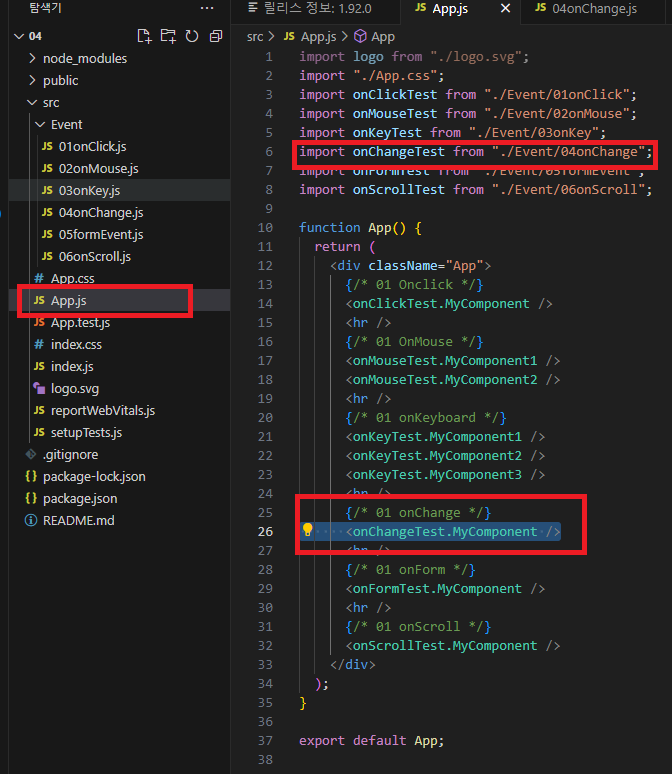 탐색기 ···
04
node_modules
public
src
Event
JS 01onClick.js
JS 02onMouse.js
JS 03onKey.js
JS 04onChange.js
JS 05formEvent.js
JS 06onScroll.js
# App.css
JS App.js
JS App.test.js
# index.css
JS index.js
logo.svg
JS reportWebVitals.js
JS setupTests.js
.gitignore
{} package-lock.json
{} package.json
README.md
릴리스 정보: 1.92.0
JS App.js ×
JS 04onChange.js
src > JS App.js > App
1 import logo from "./logo.svg";
2 import "./App.css";
3 import onClickTest from "./Event/01onClick";
4 import onMouseTest from "./Event/02onMouse";
5 import onKeyTest from "./Event/03onKey";
6 import onChangeTest from "./Event/04onChange";
7 import onFormTest from "./Event/05formEvent";
8 import onScrollTest from "./Event/06onScroll";
9
10 function App() {
11 return (
12 <div className="App">
13 {/* 01 Onclick */}
14 <onClickTest.MyComponent />
15 <hr />
16 {/* 01 OnMouse */}
17 <onMouseTest.MyComponent1 />
18 <onMouseTest.MyComponent2 />
19 <hr />
20 {/* 01 onKeyboard */}
21 <onKeyTest.MyComponent1 />
22 <onKeyTest.MyComponent2 />
23 <onKeyTest.MyComponent3 />
24 <hr />
25 {/* 01 onChange */}
26 <onChangeTest.MyComponent />
27 <hr />
28 {/* 01 onForm */}
29 <onFormTest.MyComponent />
30 <hr />
31 {/* 01 onScroll */}
32 <onScrollTest.MyComponent />
33 </div>
34 );
35 }
36
37 export default App;
38